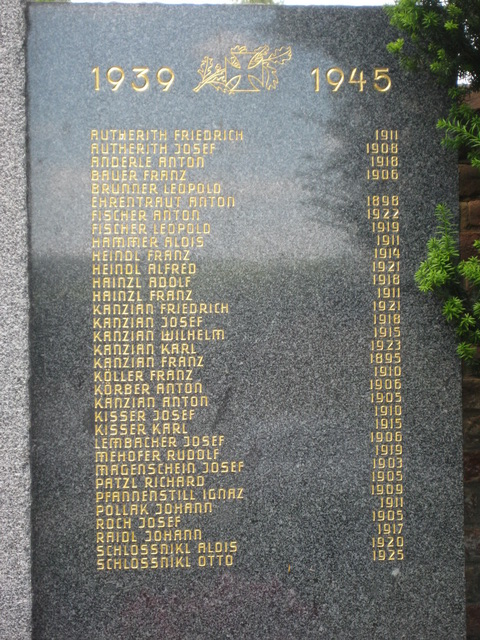 1939 1945
AUTHERITH FRIEDRICH 1911
AUTHERITH JOSEF 1908
ANDERLE ANTON 1918
BAUER FRANZ 1906
BRUNNER LEOPOLD
EHRENTRAUT ANTON 1898
FISCHER ANTON 1922
FISCHER LEOPOLD 1919
HAMMER ALOIS 1911
HEINDL FRANZ 1914
HEINDL ALFRED 1921
HAINZL ADOLF 1918
HAINZL FRANZ 1911
KANZIAN FRIEDRICH 1921
KANZIAN JOSEF 1918
KANZIAN WILHELM 1915
KANZIAN KARL 1923
KANZIAN FRANZ 1895
KÖLLER FRANZ 1910
KÖRBER ANTON 1906
KANZIAN ANTON 1905
KISSER JOSEF 1910
KISSER KARL 1915
LEMBACHER JOSEF 1906
MEHOFER RUDOLF 1919
MAGENSCHEIN JOSEF 1903
PATZL RICHARD 1905
PFANNENSTILL IGNAZ 1909
POLLAK JOHANN 1911
ROCH JOSEF 1905
RAIDL JOHANN 1917
SCHLOSSNIKL ALOIS 1920
SCHLOSSNIKL OTTO 1925